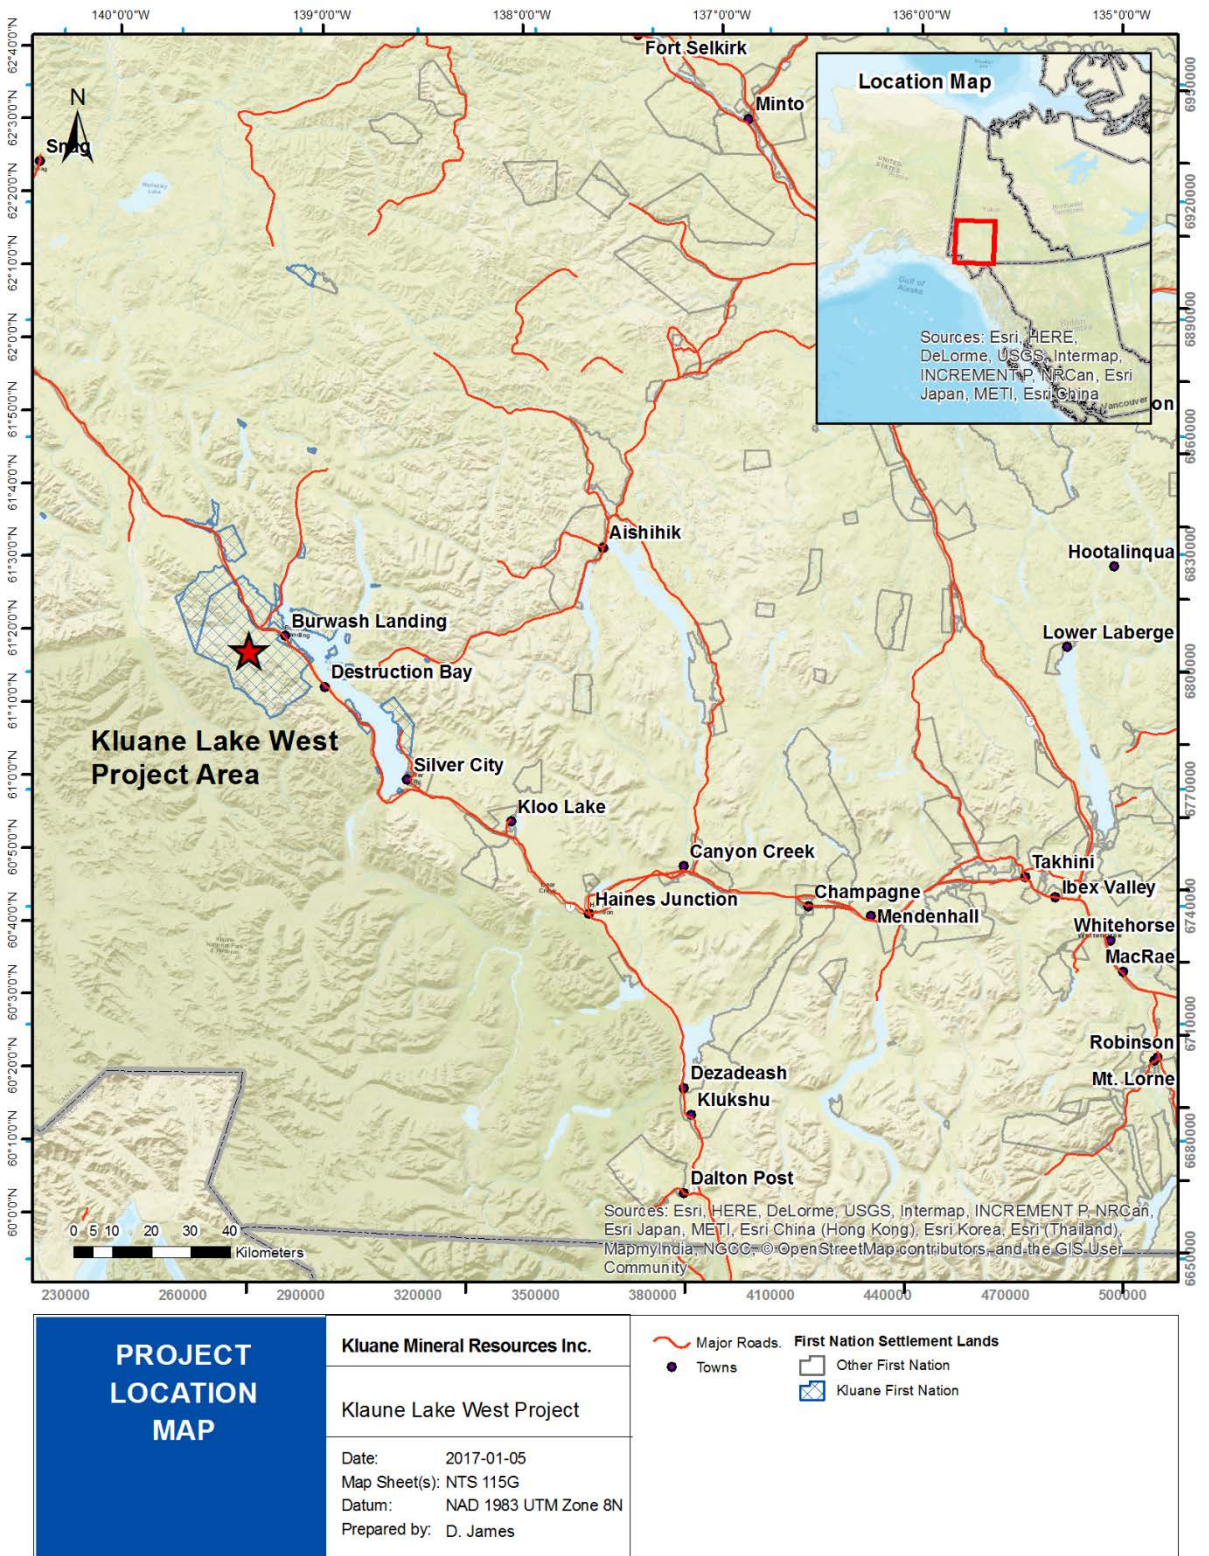 140°0'0"W 139°0'0"W 138°0'0"W 137°0'0"W 136°0'0"W 135°0'0"W
62°40'0"N
62°30'0"N
62°20'0"N
62°10'0"N
62°0'0"N
61°50'0"N
61°40'0"N
61°30'0"N
61°20'0"N
61°10'0"N
61°0'0"N
60°50'0"N
60°40'0"N
60°30'0"N
60°20'0"N
60°10'0"N
60°0'0"N
N
Fort Selkirk
Minto
Snag
Location Map
UNITED
STATES
Yukon
Gulf of
Alaska
Vancouver
Sources: Esri, HERE,
DeLorme, USGS, Intermap,
INCREMENT P, NRCan, Esri
Japan, METI, Esri China
on
Aishihik
Hootalinqua
Burwash Landing
Lower Laberge
Destruction Bay
Kluane Lake West
Project Area
Silver City
Kloo Lake
Canyon Creek
Takhini
Champagne
Ibex Valley
Haines Junction
Mendenhall
Whitehorse
MacRae
Robinson
Dezadeash
Mt. Lorne
Klukshu
Dalton Post
Sources: Esri, HERE, DeLorme, USGS, Intermap, INCREMENT P, NRCan,
Esri Japan, METI, Esri China (Hong Kong), Esri Korea, Esri (Thailand),
MapmyIndia, NGCC, © OpenStreetMap contributors, and the GIS User
Community
0 5 10 20 30 40
Kilometers
6930000
6920000
6890000
6860000
6830000
6800000
6770000
6740000
6710000
6680000
6650000
230000 260000 290000 320000 350000 380000 410000 440000 470000 500000
PROJECT
LOCATION
MAP
Kluane Mineral Resources Inc.
Klaune Lake West Project
Date: 2017-01-05
Map Sheet(s): NTS 115G
Datum: NAD 1983 UTM Zone 8N
Prepared by: D. James
Major Roads.
Towns
First Nation Settlement Lands
Other First Nation
Kluane First Nation